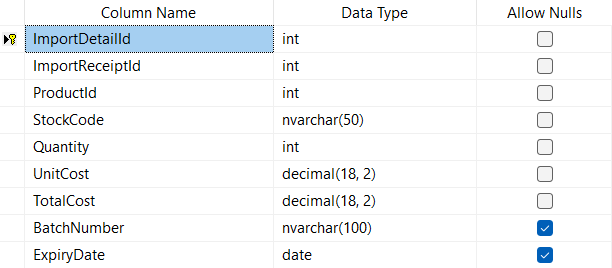 Column Name Data Type Allow Nulls
ImportDetailId int
ImportReceiptId int
ProductId int
StockCode nvarchar(50)
Quantity int
UnitCost decimal(18, 2)
TotalCost decimal(18, 2)
BatchNumber nvarchar(100)
ExpiryDate date